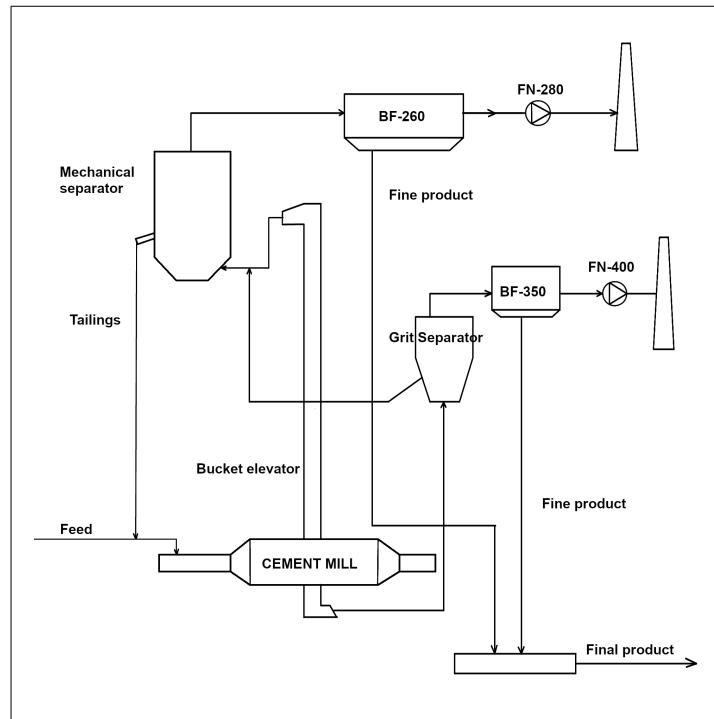 FN-280
BF-260
Mechanical
separator
Fine product
FN-400
BF-350
Tailings
Grit Separator
Bucket elevator
Fine product
Feed
CEMENT MILL
Final product